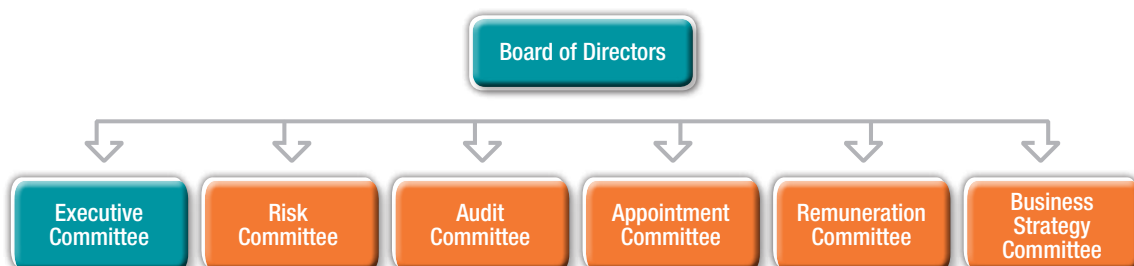 Board of Directors
Executive
Committee
Risk
Committee
Audit
Committee
Appointment
Committee
Remuneration
Committee
Business
Strategy
Committee